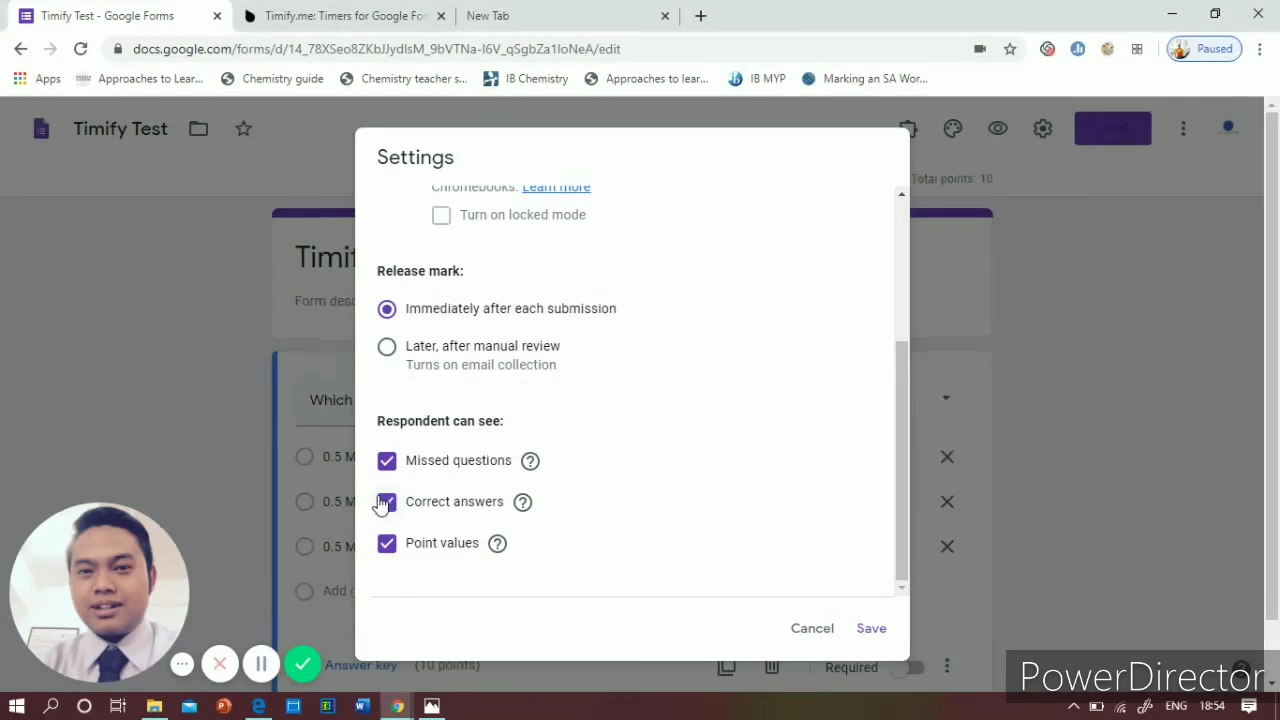 Timify Test - Google Forms
Timify.me: Timers for Google For
New Tab
docs.google.com/forms/d/14_78XSeo8ZKbJJydlsM_9bVTNa-I6V_qSgbZa1IoNeA/edit
Paused
Apps
Approaches to Lear...
Chemistry guide
Chemistry teacher s...
IB Chemistry
Approaches to lear...
IB MYP
Marking an SA Wor...
Timify Test
Total points: 10
Settings
Chromebooks. Learn more
Turn on locked mode
Timif
Release mark:
Form desc
Immediately after each submission
Later, after manual review
Turns on email collection
Which
Respondent can see:
0.5 M
Missed questions
0.5 M
Correct answers
0.5 M
Point values
Add
Cancel
Save
Answer key
(10 points)
Required
PowerDirector
ENG
18:54